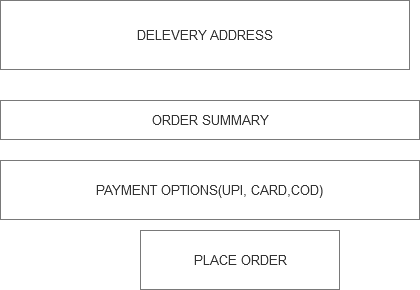 DELEVERY ADDRESS
ORDER SUMMARY
PAYMENT OPTIONS(UPI, CARD,COD)
PLACE ORDER